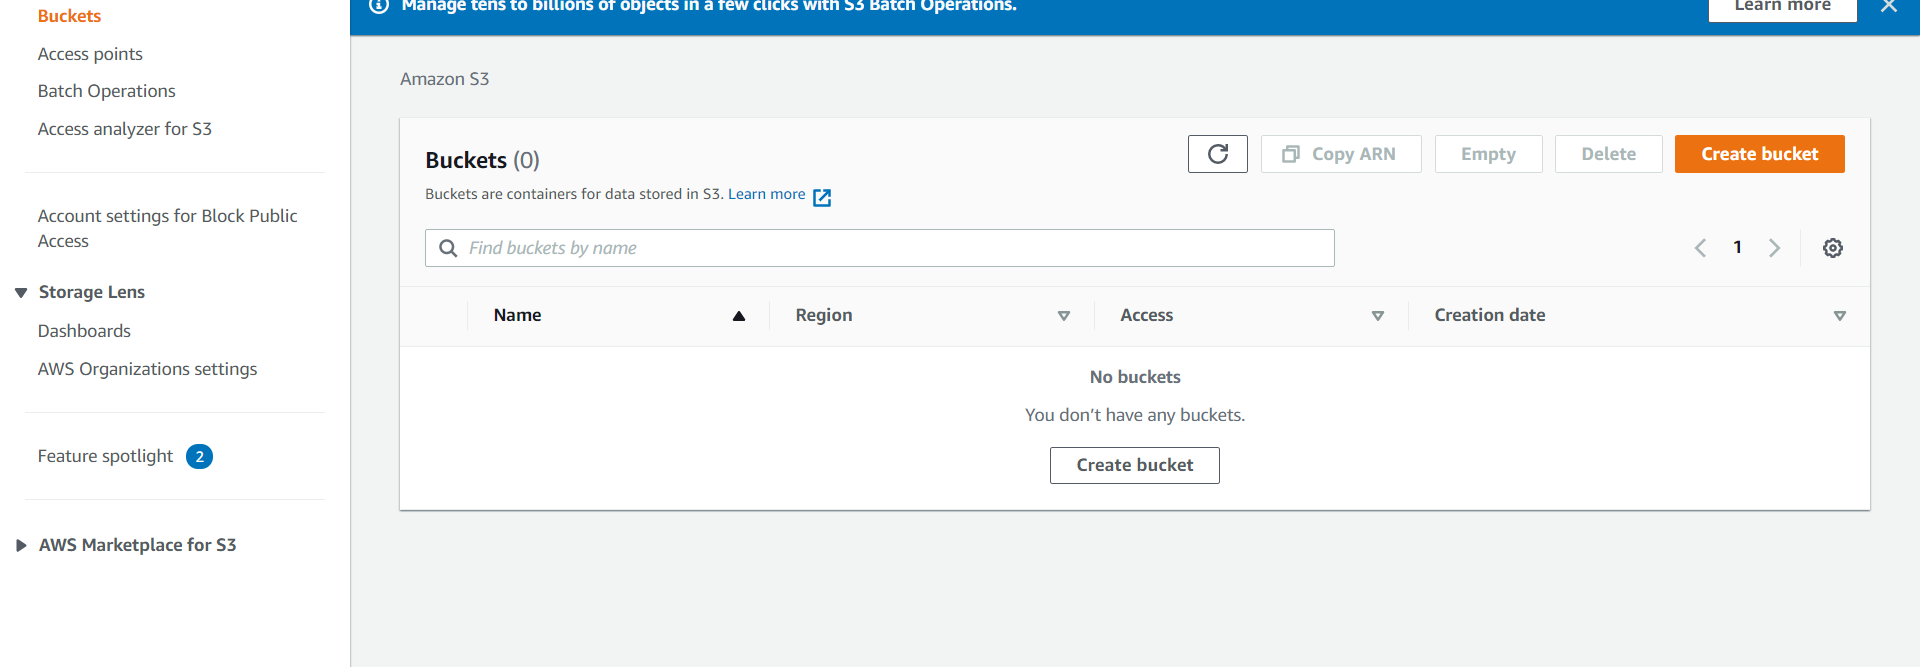 Buckets
Access points
Batch Operations
Access analyzer for S3
Account settings for Block Public
Access
Storage Lens
Dashboards
AWS Organizations settings
Feature spotlight 2
AWS Marketplace for S3
Manage tens to billions of objects in a few clicks with S3 Batch Operations.
Learn more
Amazon S3
Buckets (0)
Copy ARN
Empty
Delete
Create bucket
Buckets are containers for data stored in S3. Learn more
Find buckets by name
1
Name Region Access Creation date
No buckets
You don’t have any buckets.
Create bucket